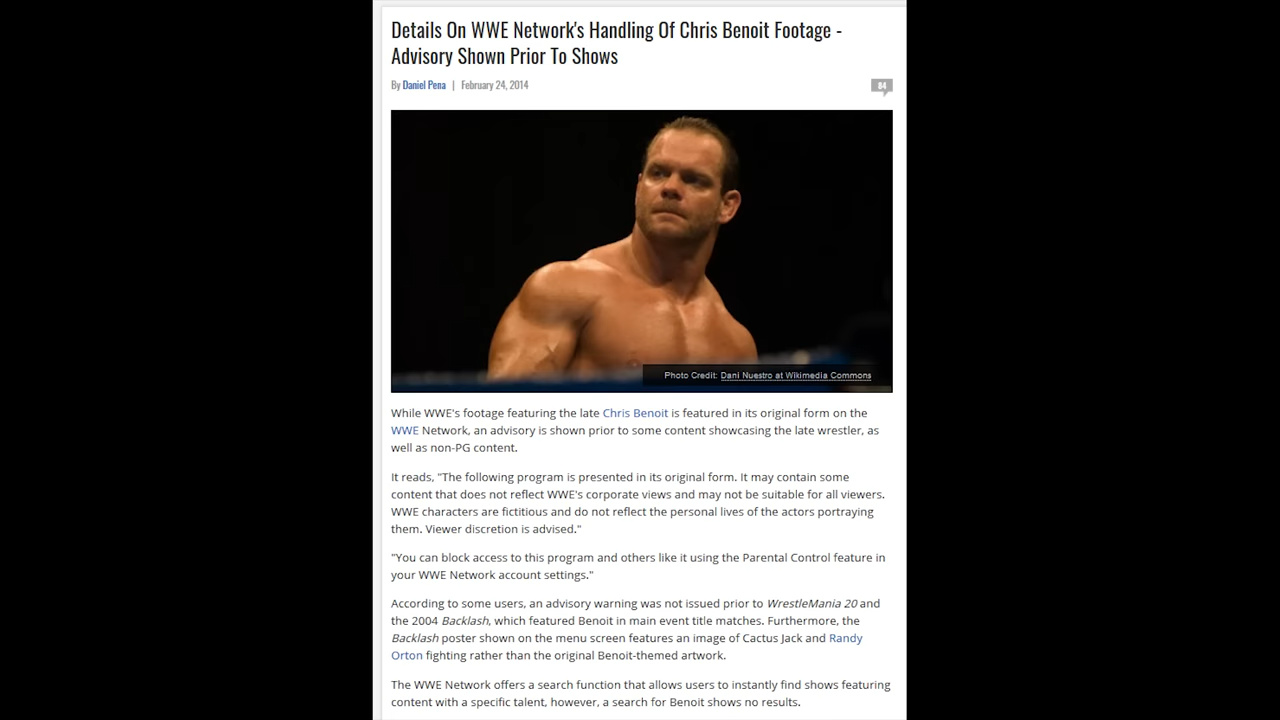 Details On WWE Network's Handling Of Chris Benoit Footage -
Advisory Shown Prior To Shows
By Daniel Pena | February 24, 2014
84
Photo Credit: Dani Nuestro at Wikimedia Commons
While WWE's footage featuring the late Chris Benoit is featured in its original form on the
WWE Network, an advisory is shown prior to some content showcasing the late wrestler, as
well as non-PG content.
It reads, "The following program is presented in its original form. It may contain some
content that does not reflect WWE's corporate views and may not be suitable for all viewers.
WWE characters are fictitious and do not reflect the personal lives of the actors portraying
them. Viewer discretion is advised."
"You can block access to this program and others like it using the Parental Control feature in
your WWE Network account settings."
According to some users, an advisory warning was not issued prior to WrestleMania 20 and
the 2004 Backlash, which featured Benoit in main event title matches. Furthermore, the
Backlash poster shown on the menu screen features an image of Cactus Jack and Randy
Orton fighting rather than the original Benoit-themed artwork.
The WWE Network offers a search function that allows users to instantly find shows featuring
content with a specific talent, however, a search for Benoit shows no results.